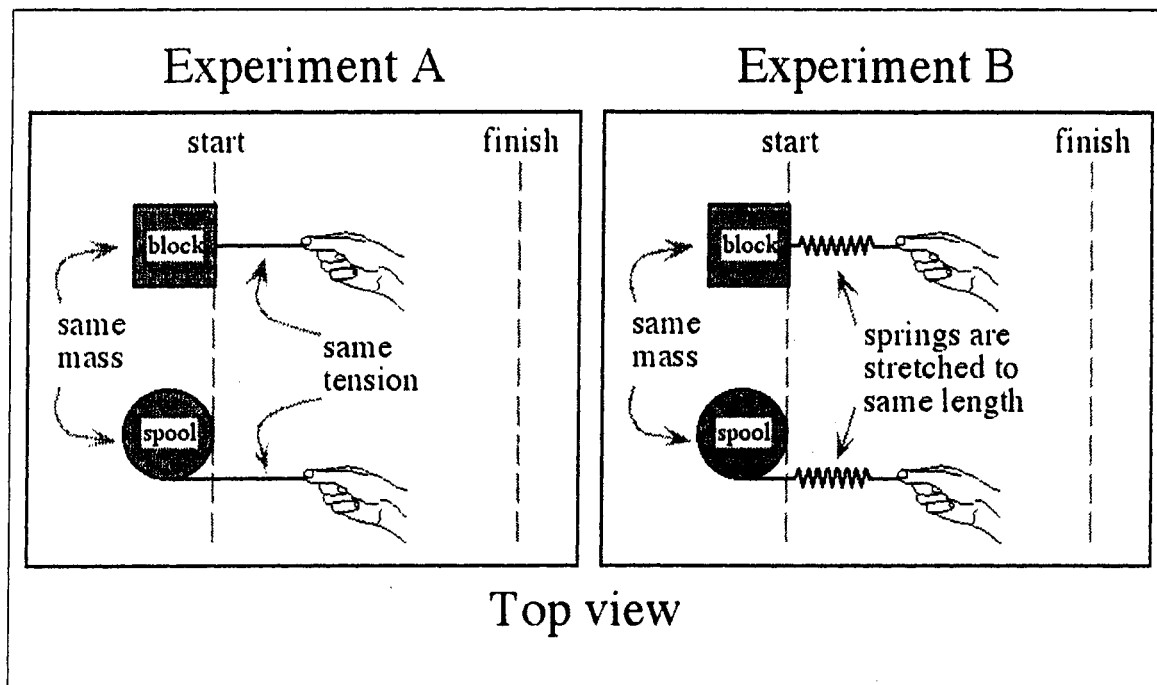 Experiment A
start
finish
block
same
mass
same
tension
spool
Experiment B
start
finish
block
same
mass
springs are
stretched to
same length
spool
Top view